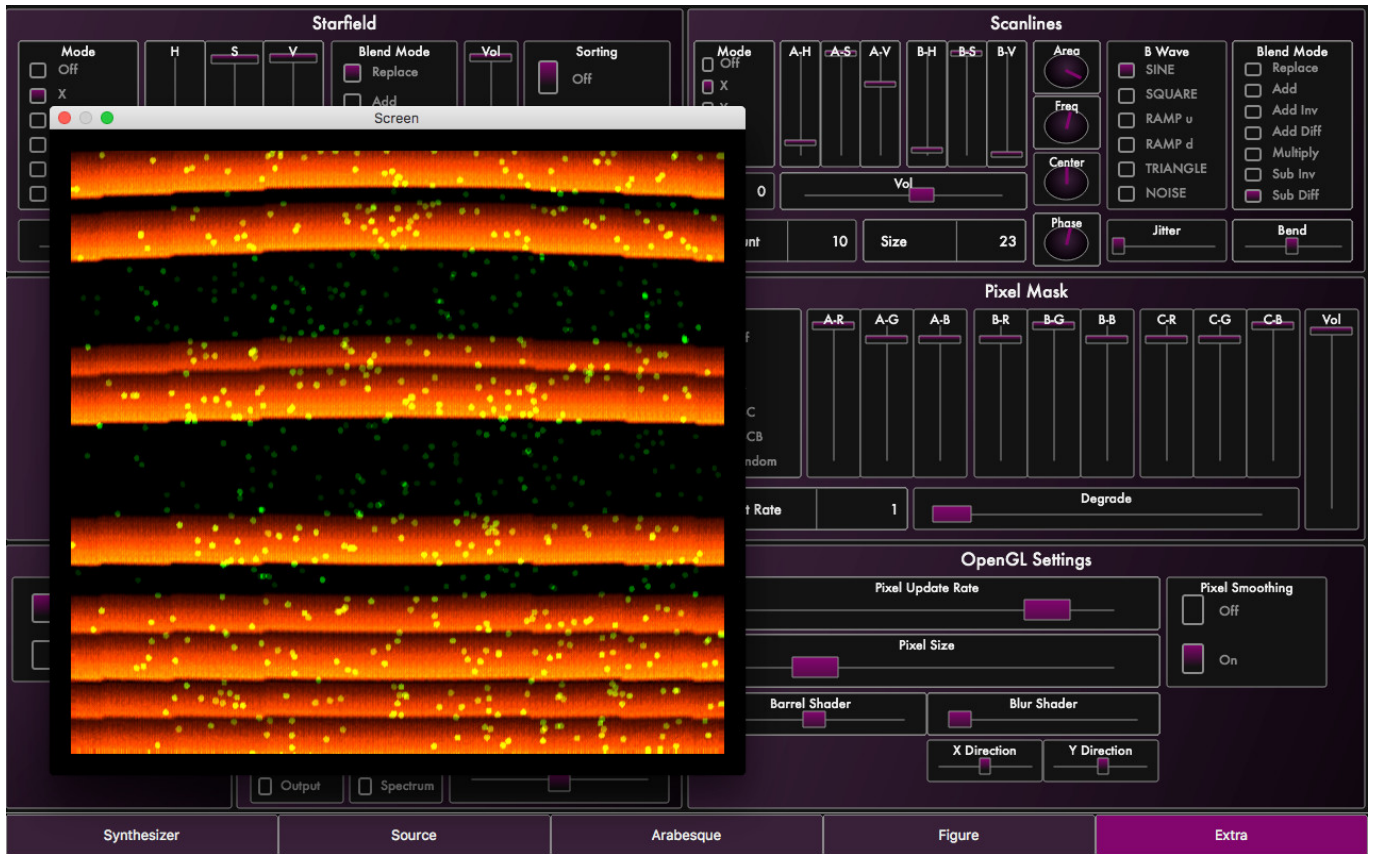 Starfield
Mode
Off
X
H
S
V
Blend Mode
Replace
Add
Vol
Sorting
Off
Screen
Scanlines
Mode
Off
X
A-H
A-S
A-V
B-H
B-S
B-V
Area
Freq
Center
Phase
B Wave
SINE
SQUARE
RAMP u
RAMP d
TRIANGLE
NOISE
Blend Mode
Replace
Add
Add Inv
Add Diff
Multiply
Sub Inv
Sub Diff
0
Vol
unt
10
Size
23
Jitter
Bend
Pixel Mask
C
CB
ndom
A-R
A-G
A-B
B-R
B-G
B-B
C-R
C-G
C-B
Vol
t Rate
1
Degrade
OpenGL Settings
Pixel Update Rate
Pixel Size
Barrel Shader
Blur Shader
X Direction
Y Direction
Pixel Smoothing
Off
On
Output
Spectrum
Synthesizer
Source
Arabesque
Figure
Extra